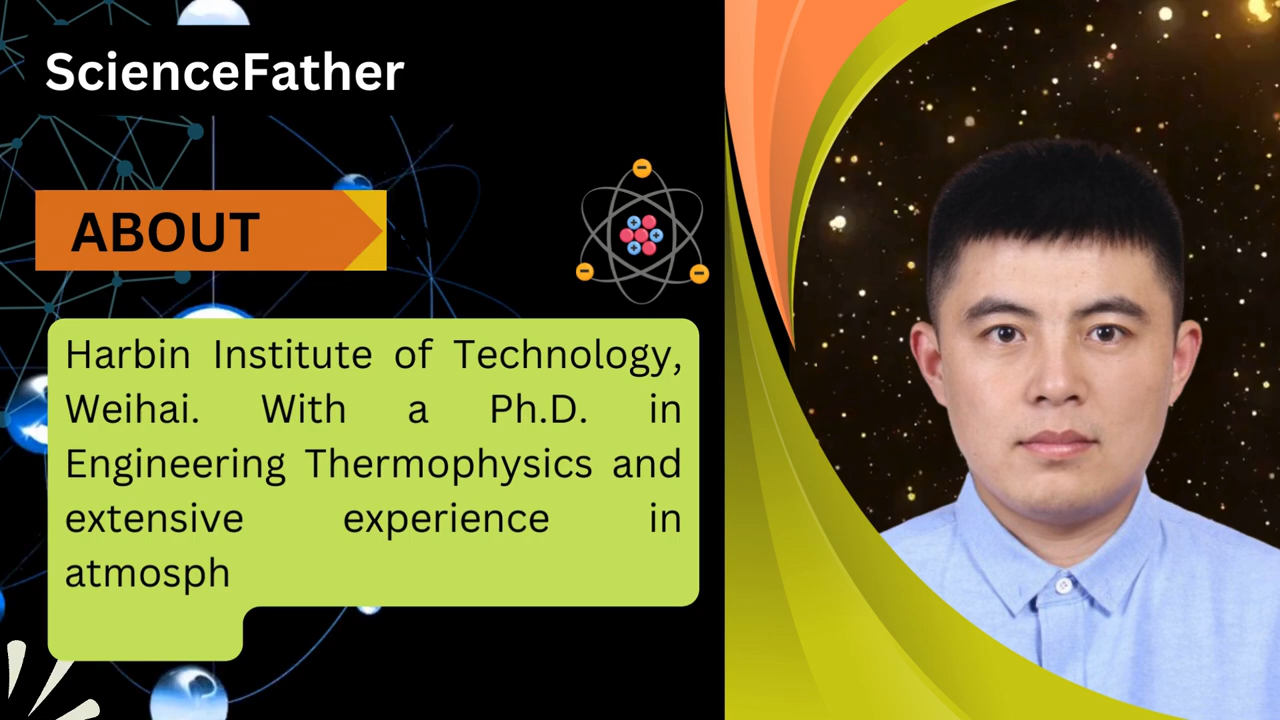 ScienceFather
ABOUT
Harbin Institute of Technology,
Weihai. With a Ph.D. in
Engineering Thermophysics and
extensive experience in
atmosph